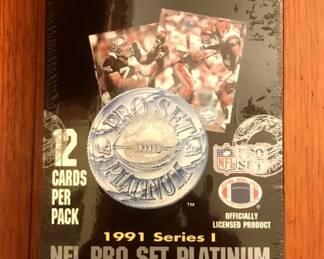 PRO SET
PLATINUM
12
CARDS
PER
PACK
™
NFL
PRO
SET
OFFICIALLY
LICENSED PRODUCT
1991 Series I
NFL PRO SET PLATINUM